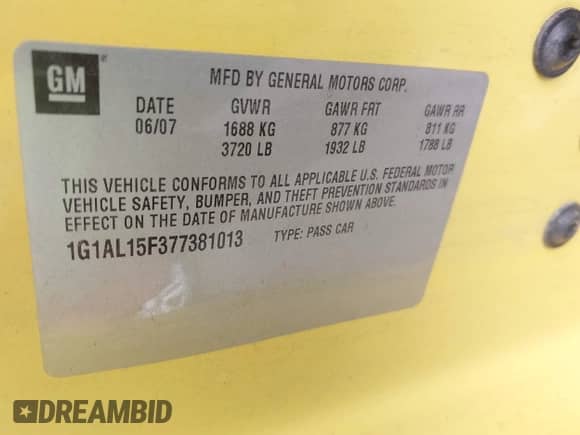 GM
MFD BY GENERAL MOTORS CORP.
DATE GVWR GAWR FRT GAWR RR
06/07 1688 KG 877 KG 811 KG
3720 LB 1932 LB 1788 LB
THIS VEHICLE CONFORMS TO ALL APPLICABLE U.S. FEDERAL MOTOR
VEHICLE SAFETY, BUMPER, AND THEFT PREVENTION STANDARDS IN
EFFECT ON THE DATE OF MANUFACTURE SHOWN ABOVE.
1G1AL15F377381013 TYPE: PASS CAR
DREAMBID